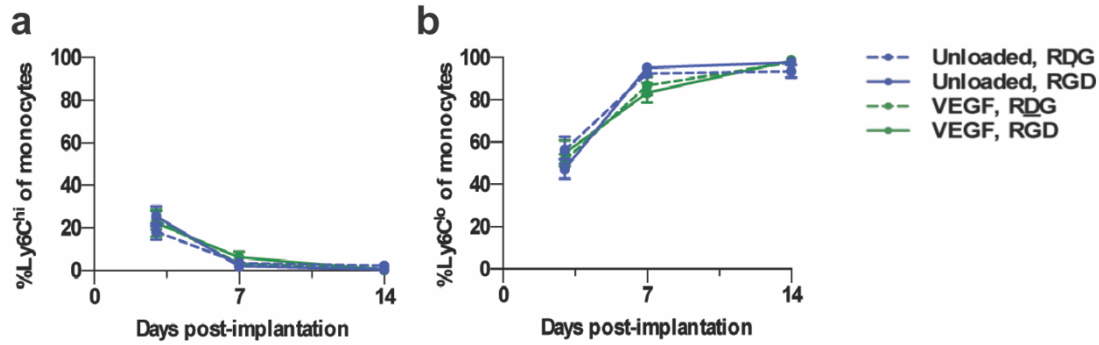 a
100
80
60
40
20
0
0 7 14
%Ly6Chi of monocytes
Days post-implantation
b
100
80
60
40
20
0
0 7 14
%Ly6Clo of monocytes
Days post-implantation
Unloaded, RDG
Unloaded, RGD
VEGF, RDG
VEGF, RGD